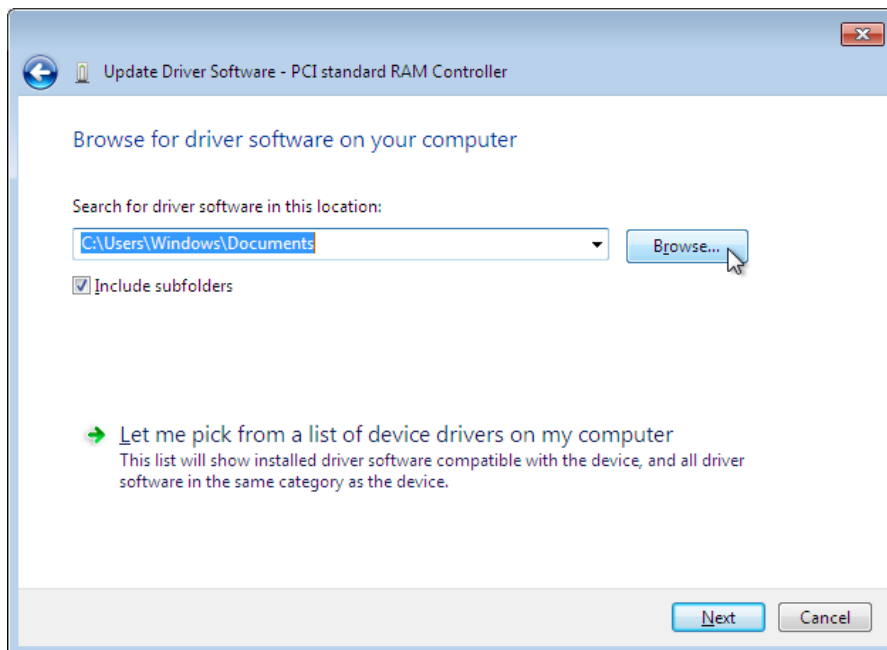 Update Driver Software - PCI standard RAM Controller
Browse for driver software on your computer
Search for driver software in this location:
C:\Users\Windows\Documents
Browse...
Include subfolders
Let me pick from a list of device drivers on my computer
This list will show installed driver software compatible with the device, and all driver
software in the same category as the device.
Next
Cancel